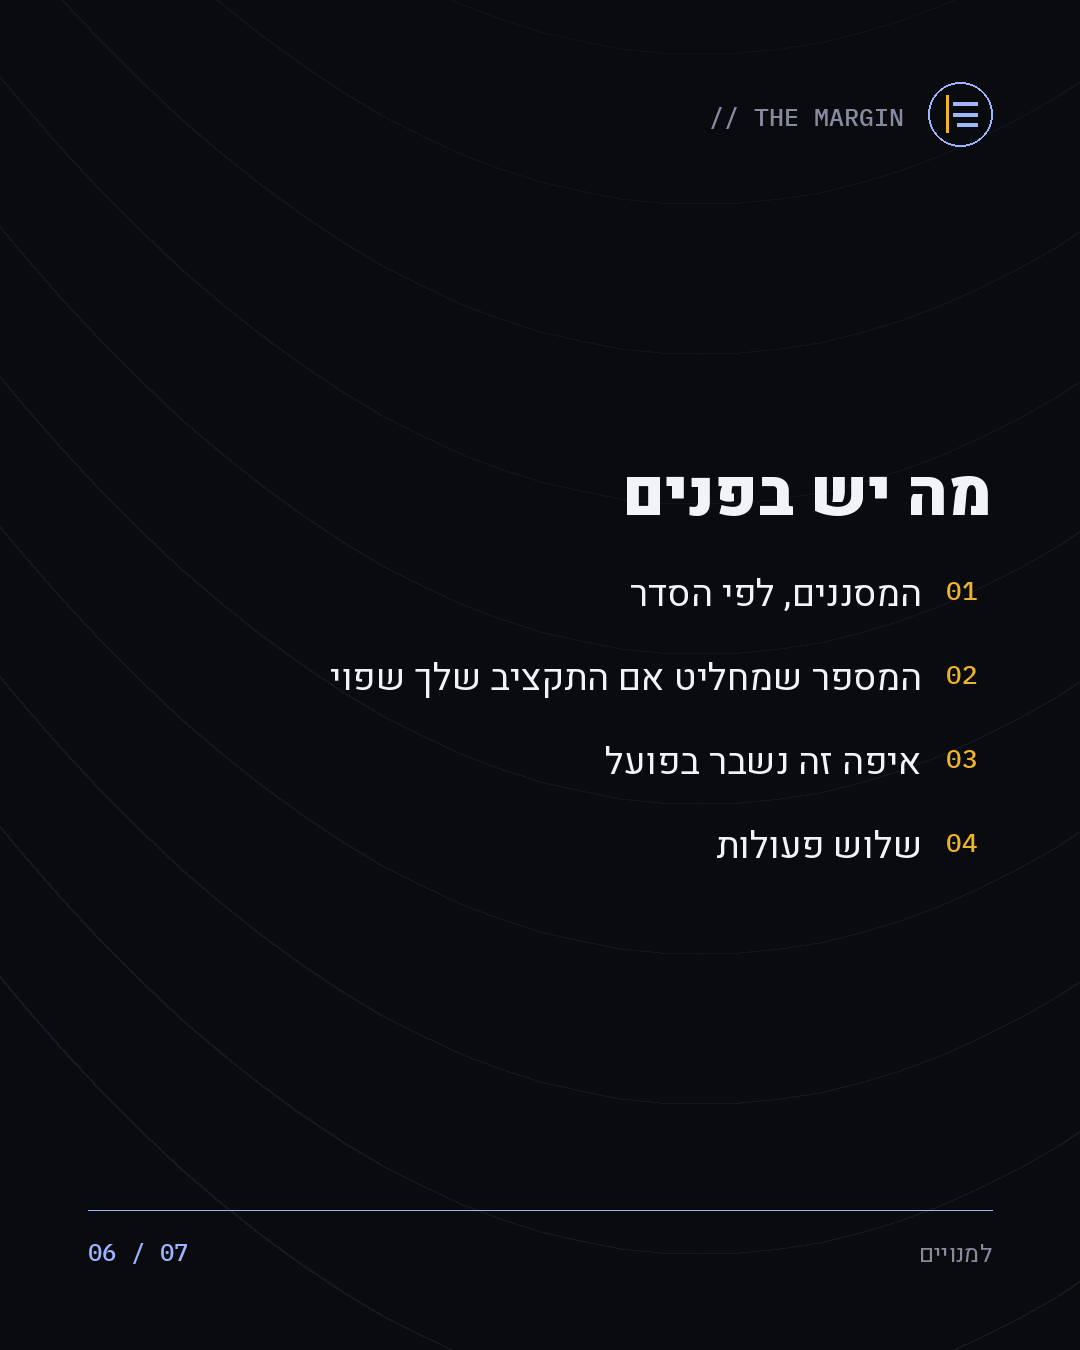 // THE MARGIN
מה יש בפנים
01 המסננים, לפי הסדר
02 המספר שמחליט אם התקציב שלך שפוי
03 איפה זה נשבר בפועל
04 שלוש פעולות
למנויים
06 / 07